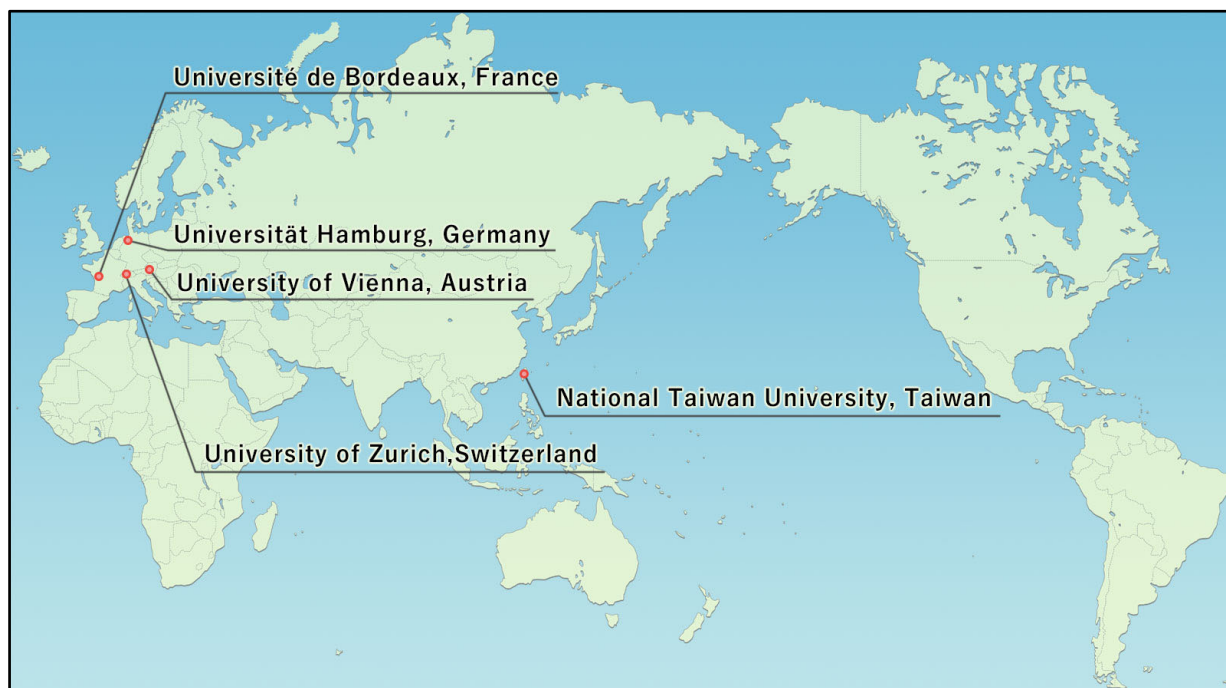 Université de Bordeaux, France
Universität Hamburg, Germany
University of Vienna, Austria
National Taiwan University, Taiwan
University of Zurich,Switzerland